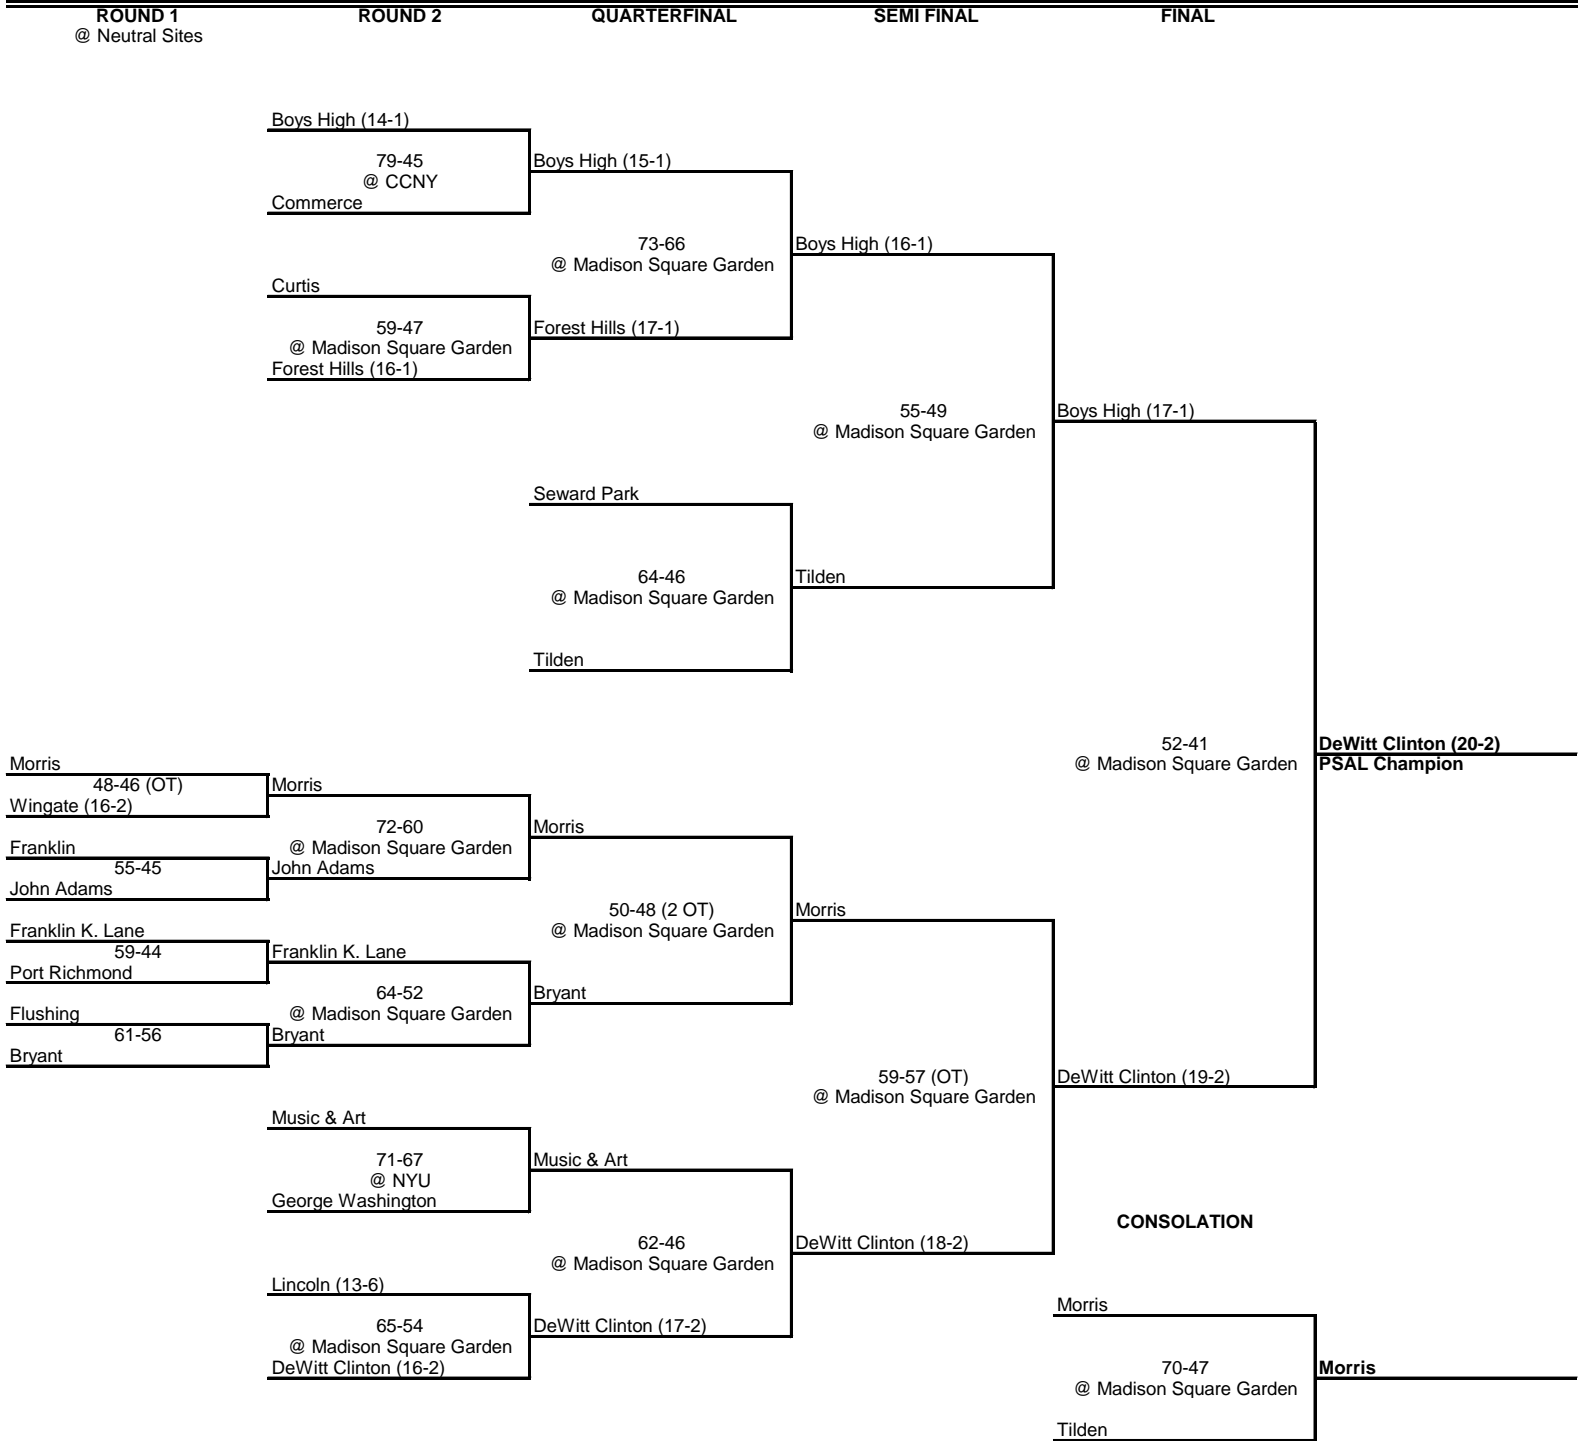 ROUND 1 ROUND 2 QUARTERFINAL SEMI FINAL FINAL
@ Neutral Sites
Boys High (14-1)
79-45 Boys High (15-1)
@ CCNY
Commerce
73-66 Boys High (16-1)
@ Madison Square Garden
Curtis
59-47 Forest Hills (17-1)
@ Madison Square Garden
Forest Hills (16-1)
55-49 Boys High (17-1)
@ Madison Square Garden
Seward Park
64-46 Tilden
@ Madison Square Garden
Tilden
52-41 DeWitt Clinton (20-2)
Morris @ Madison Square Garden PSAL Champion
48-46 (OT) Morris
Wingate (16-2)
72-60 Morris
Franklin @ Madison Square Garden
55-45 John Adams
John Adams
50-48 (2 OT) Morris
Franklin K. Lane @ Madison Square Garden
59-44 Franklin K. Lane
Port Richmond
64-52 Bryant
Flushing @ Madison Square Garden
61-56 Bryant
Bryant
59-57 (OT) DeWitt Clinton (19-2)
@ Madison Square Garden
Music & Art
71-67 Music & Art
@ NYU
George Washington
CONSOLATION
62-46 DeWitt Clinton (18-2)
@ Madison Square Garden
Lincoln (13-6)
Morris
65-54 DeWitt Clinton (17-2)
@ Madison Square Garden
DeWitt Clinton (16-2) 70-47 Morris
@ Madison Square Garden
Tilden